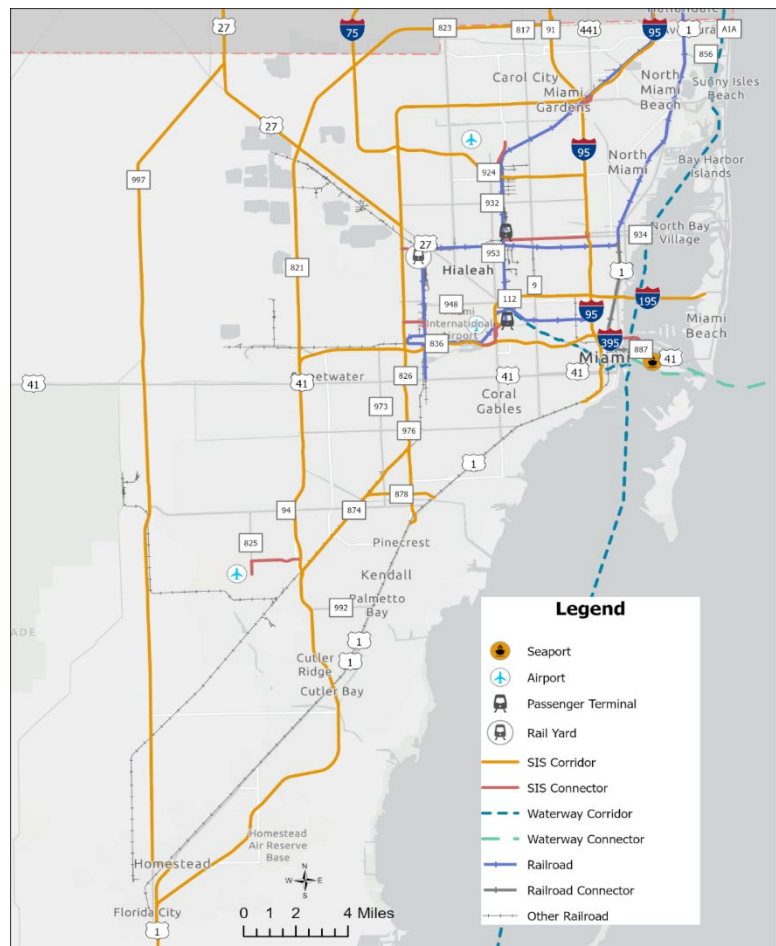 Hallandale
27
75
823
817
91
441
95
Aventura
1
A1A
856
Carol City
Miami
Gardens
North
Miami
Beach
Sunny Isles
Beach
27
95
North
Miami
Bay Harbor
Islands
997
924
932
934
North Bay
Village
27
953
Hialeah
1
821
9
948
112
195
Miami
International
Airport
95
Miami
Beach
836
395
887
Miami
41
41
Sweetwater
41
826
41
41
Coral
Gables
973
976
1
878
94
874
825
Pinecrest
Kendall
992
Palmetto
Bay
ADE
1
Cutler
Ridge
1
Cutler Bay
Homestead
Air Reserve
Base
Homestead
Florida City
1
N
W E
S
0 1 2 4 Miles
Legend
Seaport
Airport
Passenger Terminal
Rail Yard
SIS Corridor
SIS Connector
Waterway Corridor
Waterway Connector
Railroad
Railroad Connector
Other Railroad